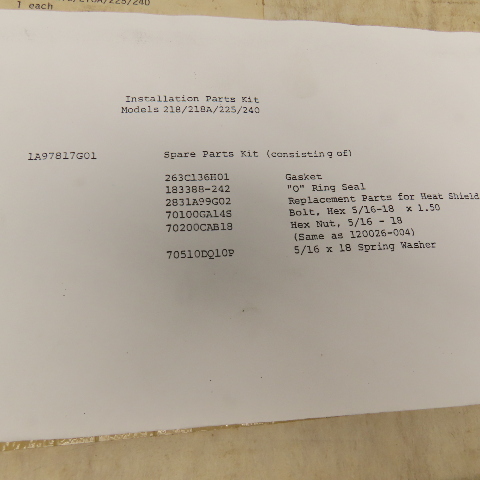 1 each
Installation Parts Kit
Models 218/218A/225/240
1A97817G01 Spare Parts Kit (consisting of)
263C136H01 Gasket
183388-242 "O" Ring Seal
2831A99G02 Replacement Parts for Heat Shield
70100GA14S Bolt, Hex 5/16-18 x 1.50
70200CAB18 Hex Nut, 5/16 - 18
(Same as 120026-004)
70510DQ10P 5/16 x 18 Spring Washer